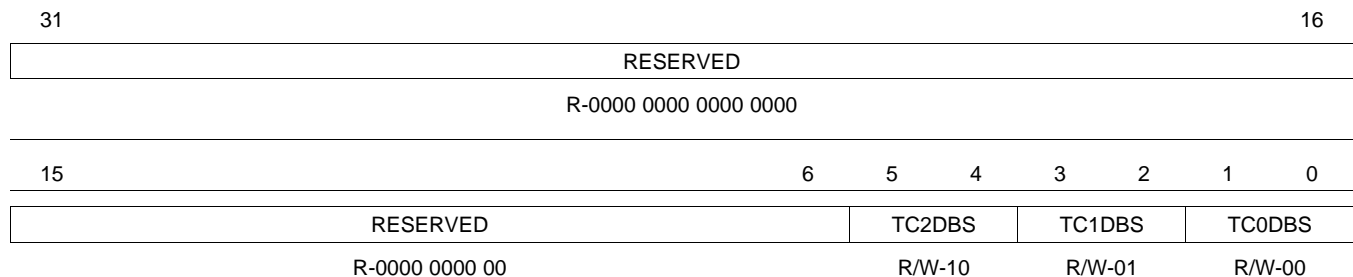 31 16
RESERVED
R-0000 0000 0000 0000
15 6 5 4 3 2 1 0
RESERVED TC2DBS TC1DBS TC0DBS
R-0000 0000 00 R/W-10 R/W-01 R/W-00